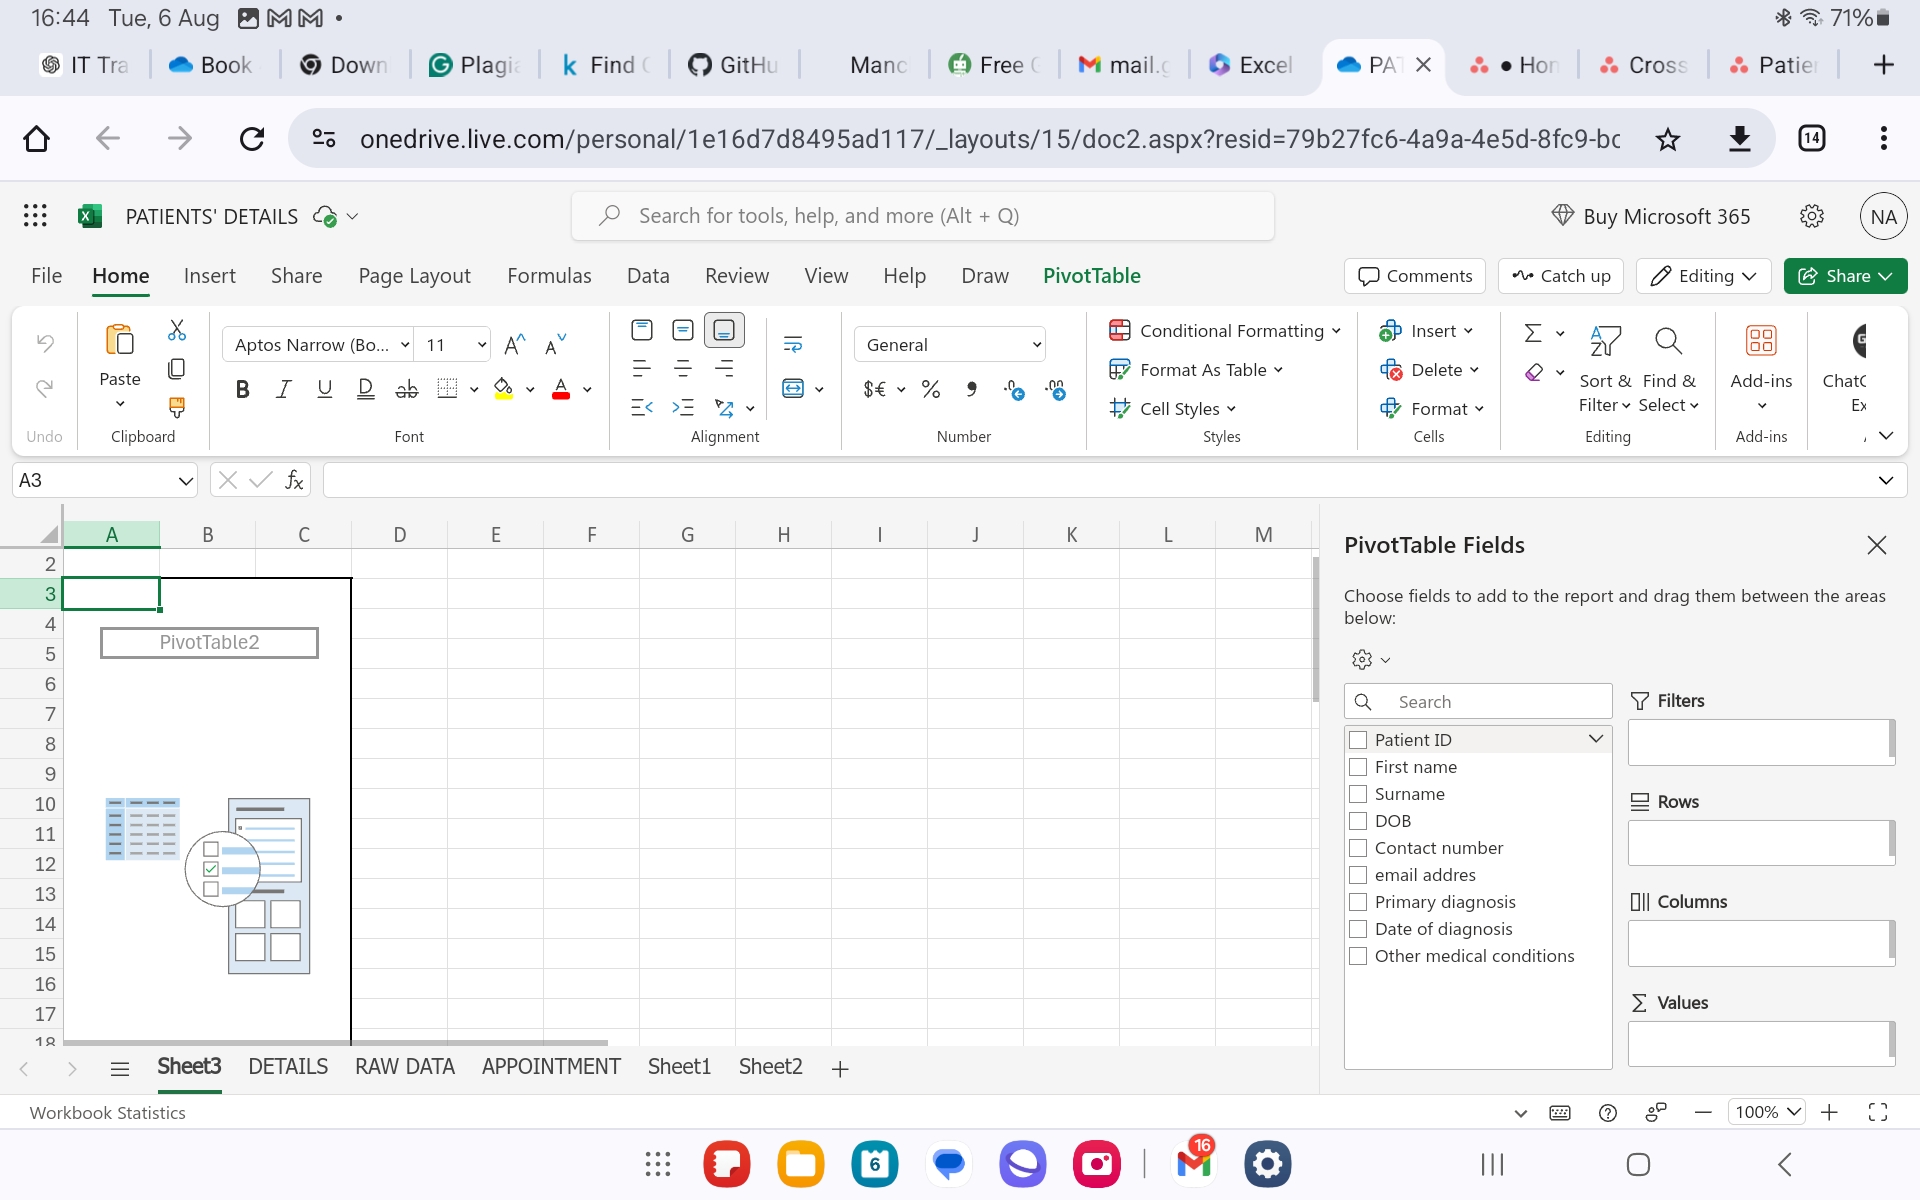 16:44 Tue, 6 Aug
71%
IT Tra
Book
Down
Plagia
Find
GitHu
Manc
Free
mail.g
Excel
PAT
Hon
Cross
Patie
onedrive.live.com/personal/1e16d7d8495ad117/_layouts/15/doc2.aspx?resid=79b27fc6-4a9a-4e5d-8fc9-bc
14
PATIENTS' DETAILS
Search for tools, help, and more (Alt + Q)
Buy Microsoft 365
NA
File Home Insert Share Page Layout Formulas Data Review View Help Draw PivotTable
Comments
Catch up
Editing
Share
Undo
Paste
Clipboard
Aptos Narrow (Bo... 11
Font
Alignment
General
Number
Conditional Formatting
Format As Table
Cell Styles
Styles
Insert
Delete
Format
Cells
Sort & Filter
Find & Select
Editing
Add-ins
Add-ins
A3
A B C D E F G H I J K L M
2
3
4
5
6
7
8
9
10
11
12
13
14
15
16
17
18
PivotTable2
PivotTable Fields
Choose fields to add to the report and drag them between the areas
below:
Search
Patient ID
First name
Surname
DOB
Contact number
email addres
Primary diagnosis
Date of diagnosis
Other medical conditions
Filters
Rows
Columns
Values
Sheet3 DETAILS RAW DATA APPOINTMENT Sheet1 Sheet2
Workbook Statistics
100%
6
16